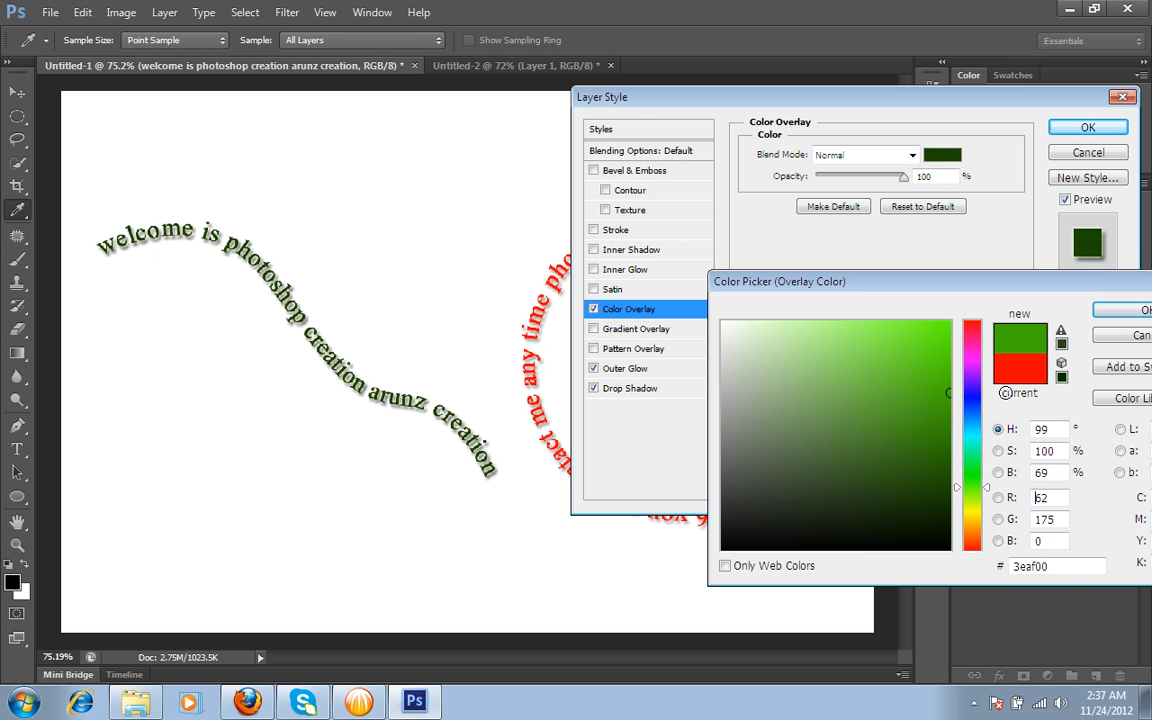 Ps File Edit Image Layer Type Select Filter View Window Help
Sample Size: Point Sample Sample: All Layers Show Sampling Ring Essentials
Untitled-1 @ 75.2% (welcome is photoshop creation arunz creation, RGB/8) * × Untitled-2 @ 72% (Layer 1, RGB/8) * × Color Swatches
welcome is photoshop creation arunz creation
any time pho
tact me
Layer Style
Styles
Blending Options: Default
Bevel & Emboss
Contour
Texture
Stroke
Inner Shadow
Inner Glow
Satin
Color Overlay
Gradient Overlay
Pattern Overlay
Outer Glow
Drop Shadow
Color Overlay
Color
Blend Mode: Normal
Opacity: 100 %
Make Default Reset to Default
OK
Cancel
New Style...
Preview
Color Picker (Overlay Color)
new
current
Add to S
Color Li
H: 99 °
S: 100 %
B: 69 %
R: 62
G: 175
B: 0
# 3eaf00
L:
a:
b:
C:
M:
Y:
K:
Only Web Colors
75.19% Doc: 2.75M/1023.5K
Mini Bridge Timeline
Ps
2:37 AM
11/24/2012